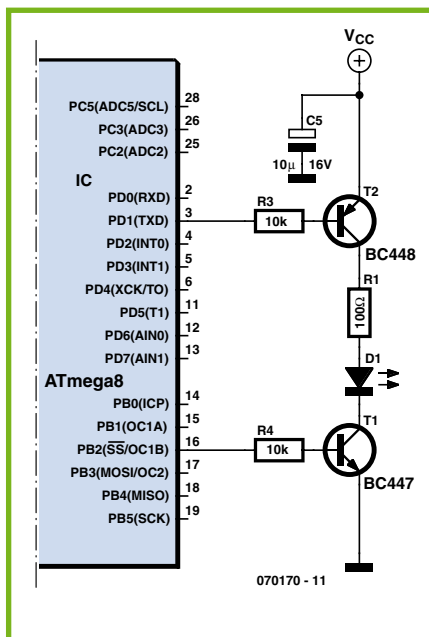 VCC
C5
10µ 16V
PC5(ADC5/SCL) 28
PC3(ADC3) 26
PC2(ADC2) 25
IC
PD0(RXD) 2
PD1(TXD) 3
PD2(INT0) 4
PD3(INT1) 5
PD4(XCK/TO) 6
PD5(T1) 11
PD6(AIN0) 12
PD7(AIN1) 13
ATmega8
PB0(ICP) 14
PB1(OC1A) 15
PB2(SS/OC1B) 16
PB3(MOSI/OC2) 17
PB4(MISO) 18
PB5(SCK) 19
R3
10k
T2
BC448
R1
100Ω
D1
T1
R4
10k
BC447
070170 - 11